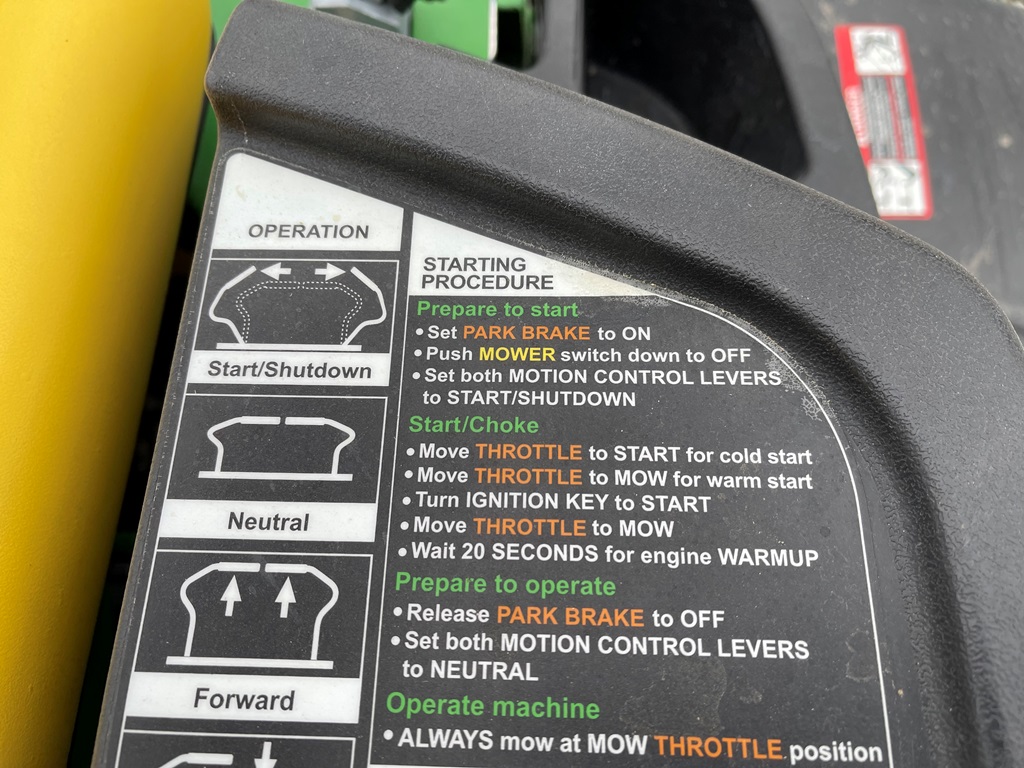 OPERATION
Start/Shutdown
Neutral
Forward
STARTING
PROCEDURE
Prepare to start
• Set PARK BRAKE to ON
• Push MOWER switch down to OFF
• Set both MOTION CONTROL LEVERS
to START/SHUTDOWN
Start/Choke
• Move THROTTLE to START for cold start
• Move THROTTLE to MOW for warm start
• Turn IGNITION KEY to START
• Move THROTTLE to MOW
• Wait 20 SECONDS for engine WARMUP
Prepare to operate
• Release PARK BRAKE to OFF
• Set both MOTION CONTROL LEVERS
to NEUTRAL
Operate machine
• ALWAYS mow at MOW THROTTLE position